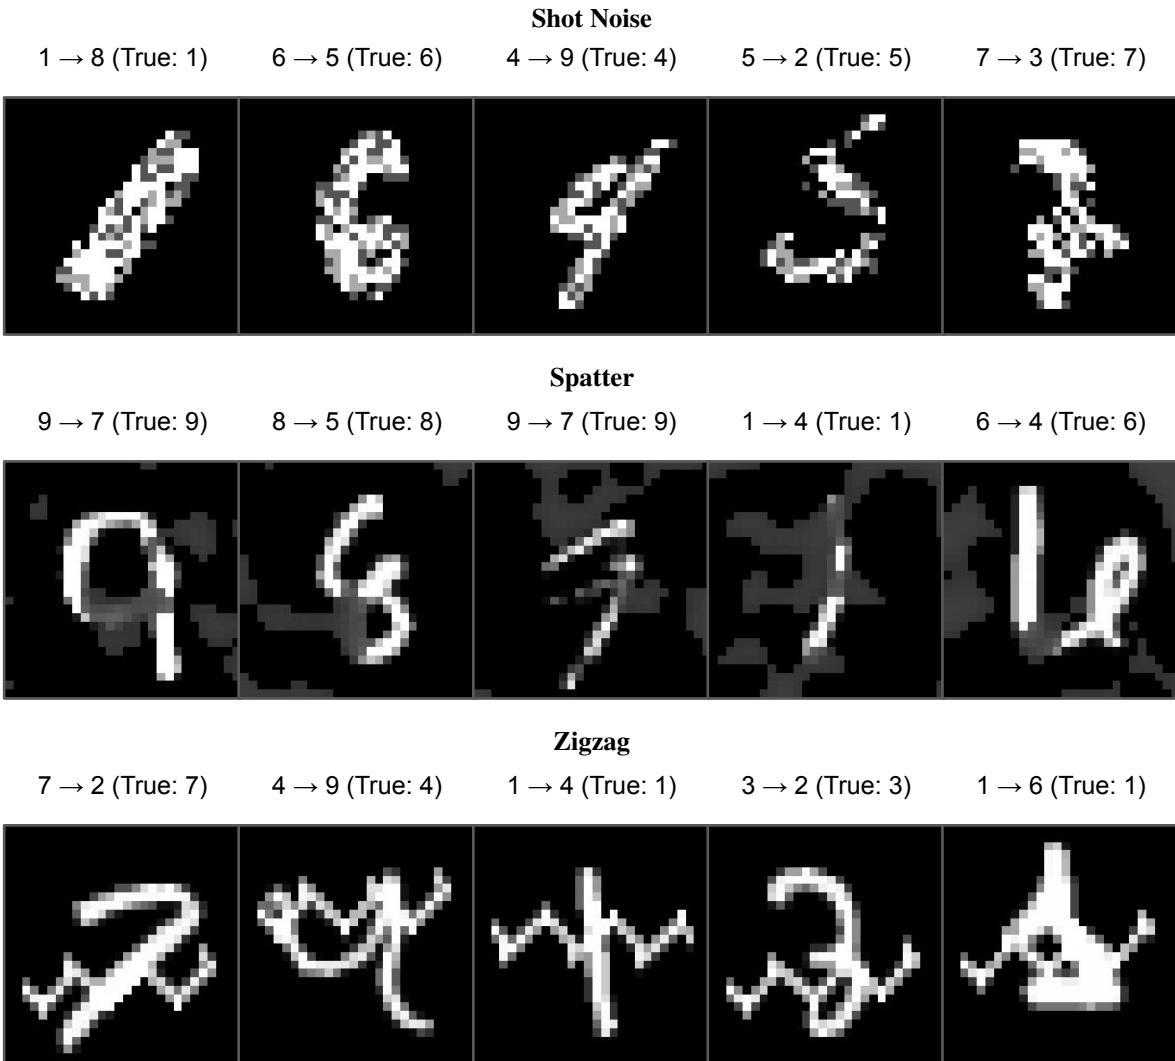 Shot Noise
1 → 8 (True: 1) 6 → 5 (True: 6) 4 → 9 (True: 4) 5 → 2 (True: 5) 7 → 3 (True: 7)
Spatter
9 → 7 (True: 9) 8 → 5 (True: 8) 9 → 7 (True: 9) 1 → 4 (True: 1) 6 → 4 (True: 6)
Zigzag
7 → 2 (True: 7) 4 → 9 (True: 4) 1 → 4 (True: 1) 3 → 2 (True: 3) 1 → 6 (True: 1)